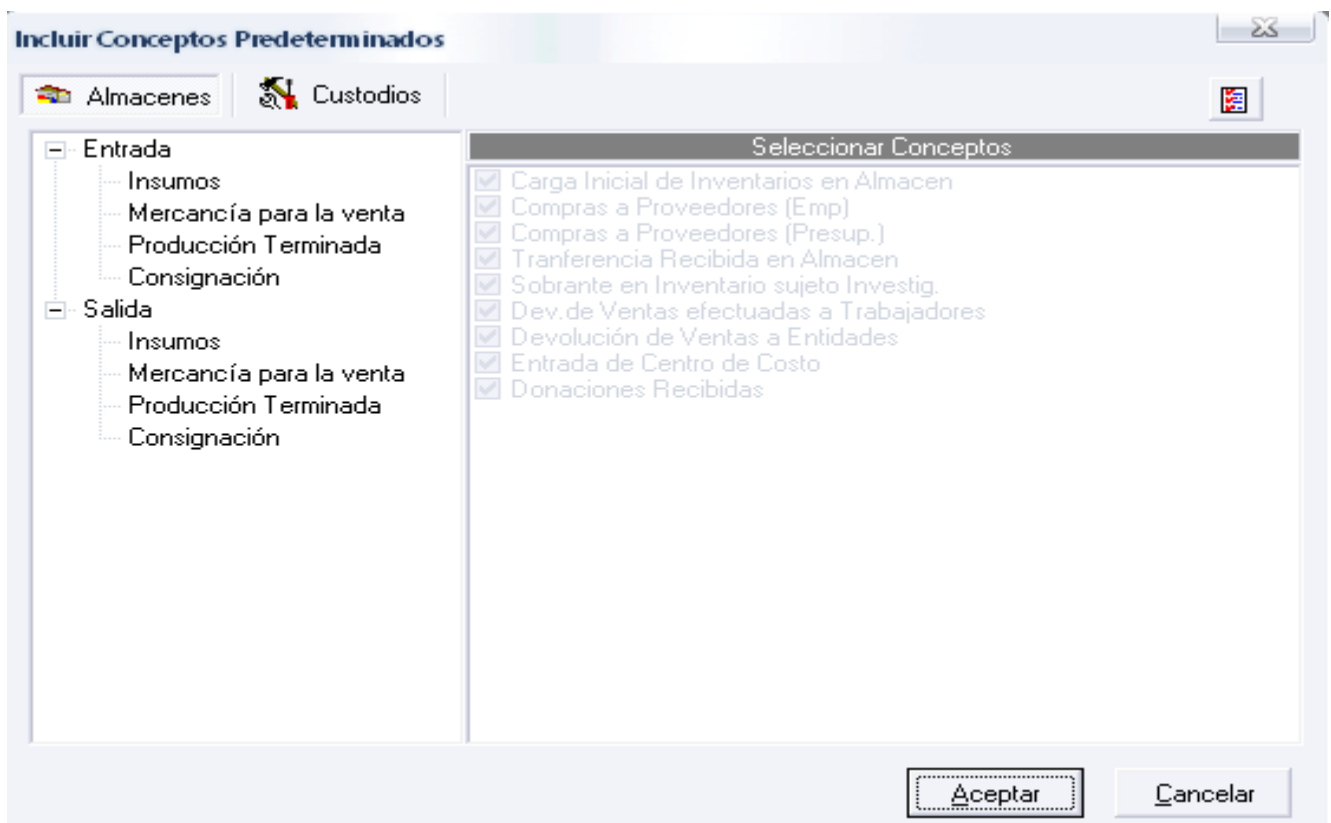 Incluir Conceptos Predeterminados
Almacenes Custodios
Entrada
Insumos
Mercancía para la venta
Producción Terminada
Consignación
Salida
Insumos
Mercancía para la venta
Producción Terminada
Consignación
Seleccionar Conceptos
Carga Inicial de Inventarios en Almacen
Compras a Proveedores (Emp)
Compras a Proveedores (Presup.)
Tranferencia Recibida en Almacen
Sobrante en Inventario sujeto Investig.
Dev.de Ventas efectuadas a Trabajadores
Devolución de Ventas a Entidades
Entrada de Centro de Costo
Donaciones Recibidas
Aceptar Cancelar